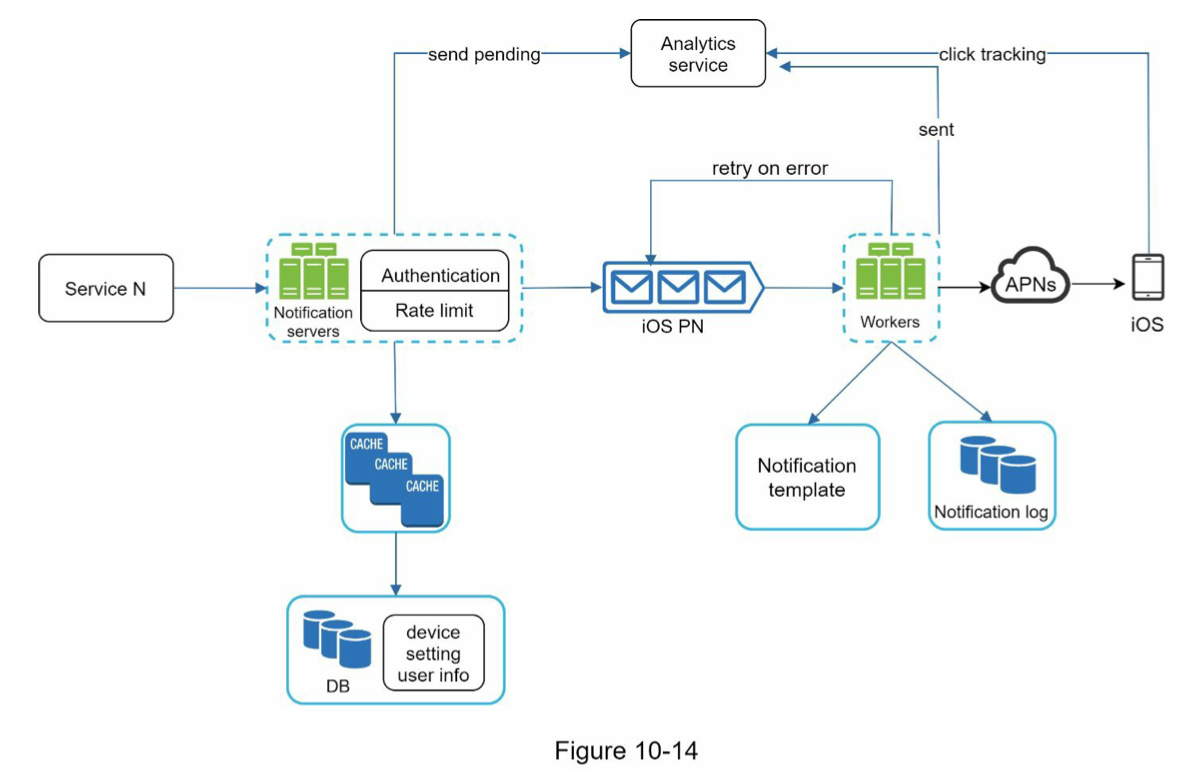 Analytics
service
send pending
click tracking
sent
retry on error
Service N
Notification
servers
Authentication
Rate limit
iOS PN
Workers
APNs
iOS
CACHE
CACHE
CACHE
Notification
template
Notification log
DB
device
setting
user info
Figure 10-14